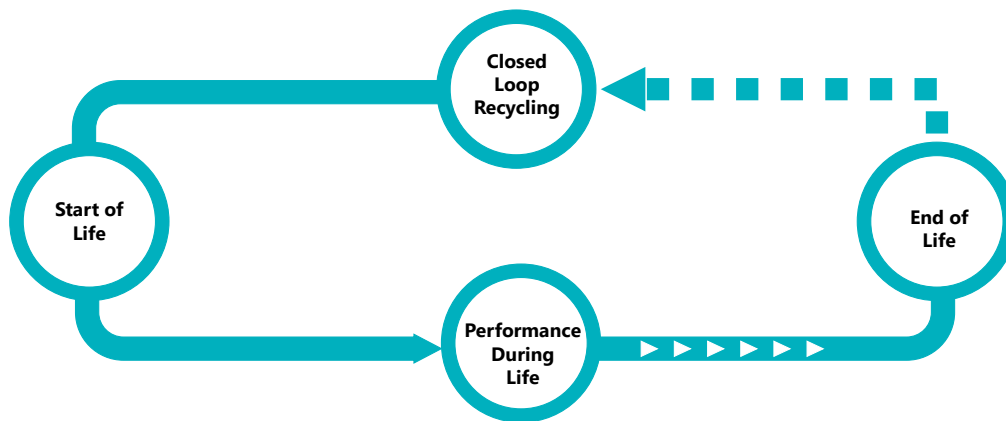 Closed
Loop
Recycling
Start of
Life
End of
Life
Performance
During
Life